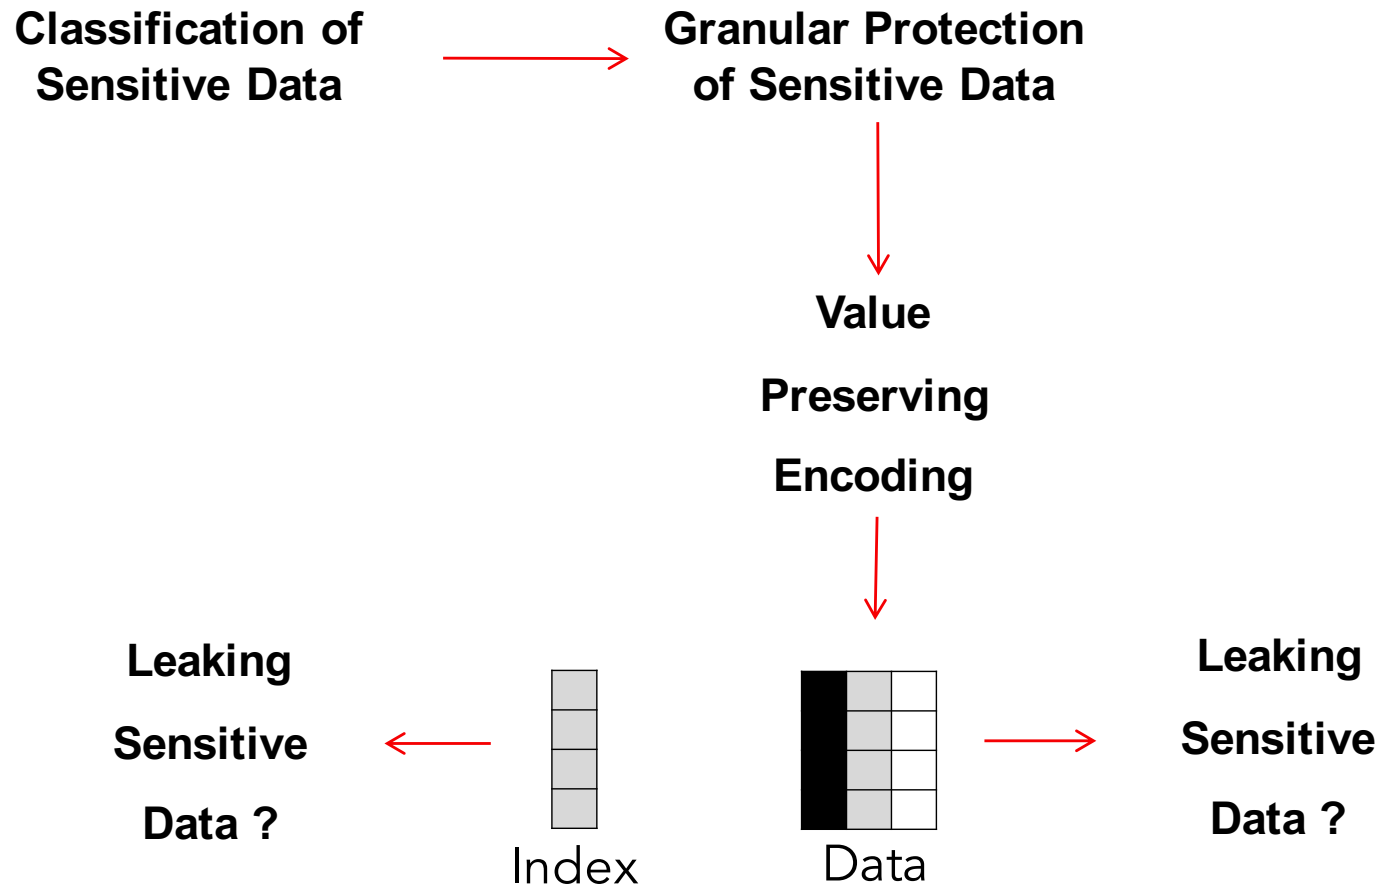 Classification of
Sensitive Data
Granular Protection
of Sensitive Data
Value
Preserving
Encoding
Leaking
Sensitive
Data ?
Index
Data
Leaking
Sensitive
Data ?